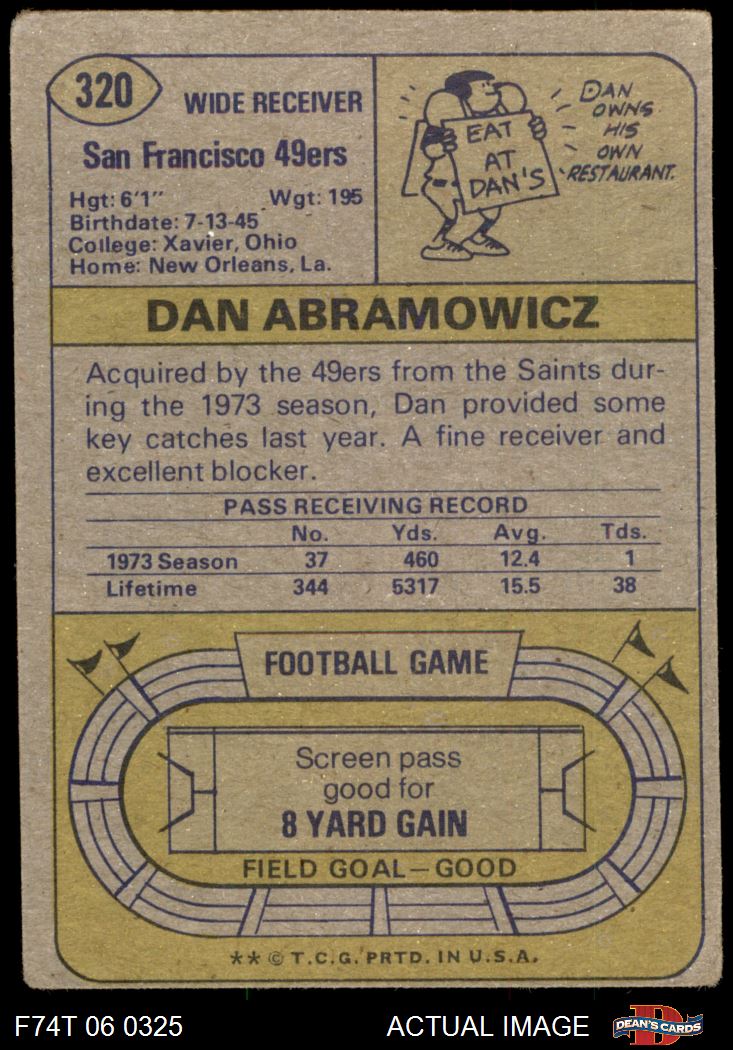 320
WIDE RECEIVER
San Francisco 49ers
Hgt: 6'1" Wgt: 195
Birthdate: 7-13-45
College: Xavier, Ohio
Home: New Orleans, La.
EAT
AT
DAN'S
DAN
OWNS
HIS
OWN
RESTAURANT.
DAN ABRAMOWICZ
Acquired by the 49ers from the Saints dur-
ing the 1973 season, Dan provided some
key catches last year. A fine receiver and
excellent blocker.
PASS RECEIVING RECORD
No. Yds. Avg. Tds.
1973 Season 37 460 12.4 1
Lifetime 344 5317 15.5 38
FOOTBALL GAME
Screen pass
good for
8 YARD GAIN
FIELD GOAL—GOOD
** © T.C.G. PRTD. IN U.S.A.
F74T 06 0325 ACTUAL IMAGE
D
DEAN'S CARDS